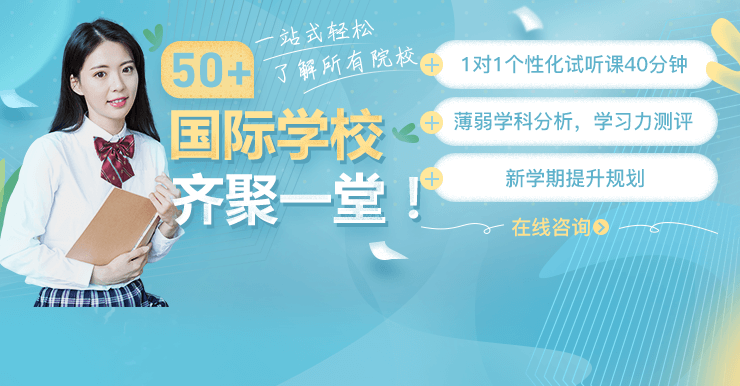 一站式轻松
了解所有院校
50+
国际学校
齐聚一堂！
1对1个性化试听课40分钟
薄弱学科分析，学习力测评
新学期提升规划
在线咨询